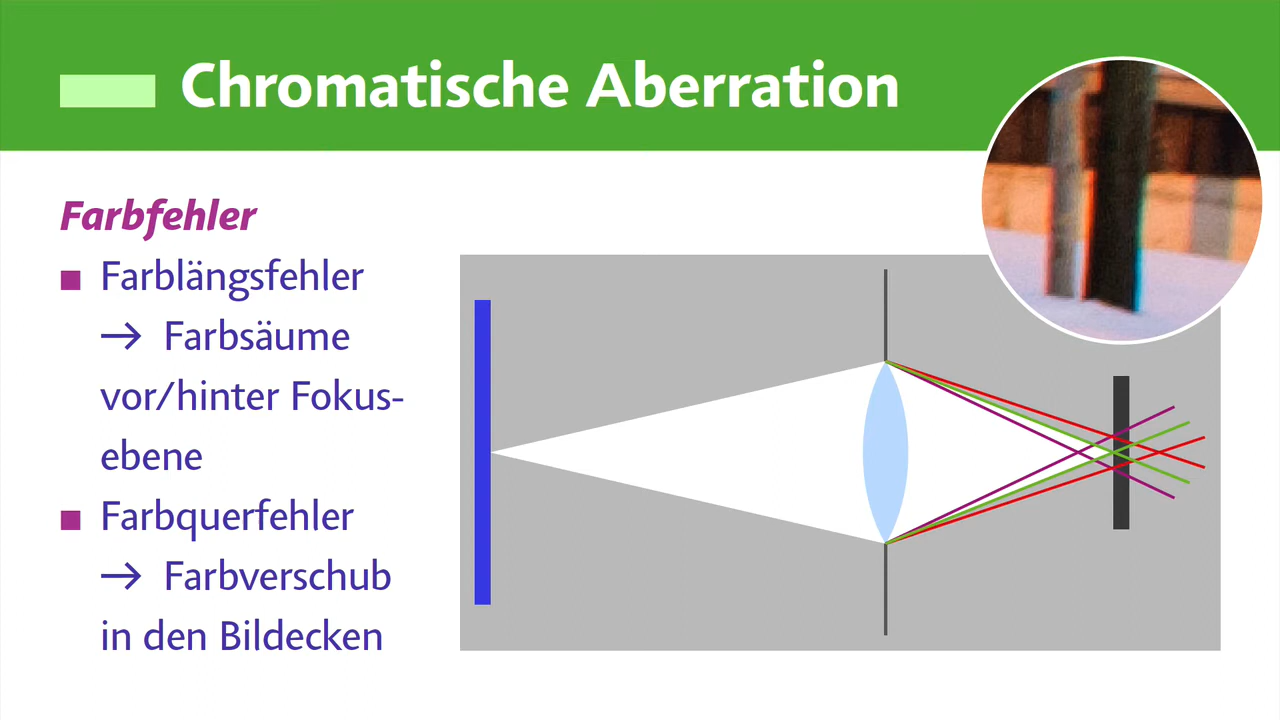 Chromatische Aberration
Farbfehler
Farblängsfehler
→ Farbsäume
vor/hinter Fokus-
ebene
Farbquerfehler
→ Farbverschub
in den Bildecken